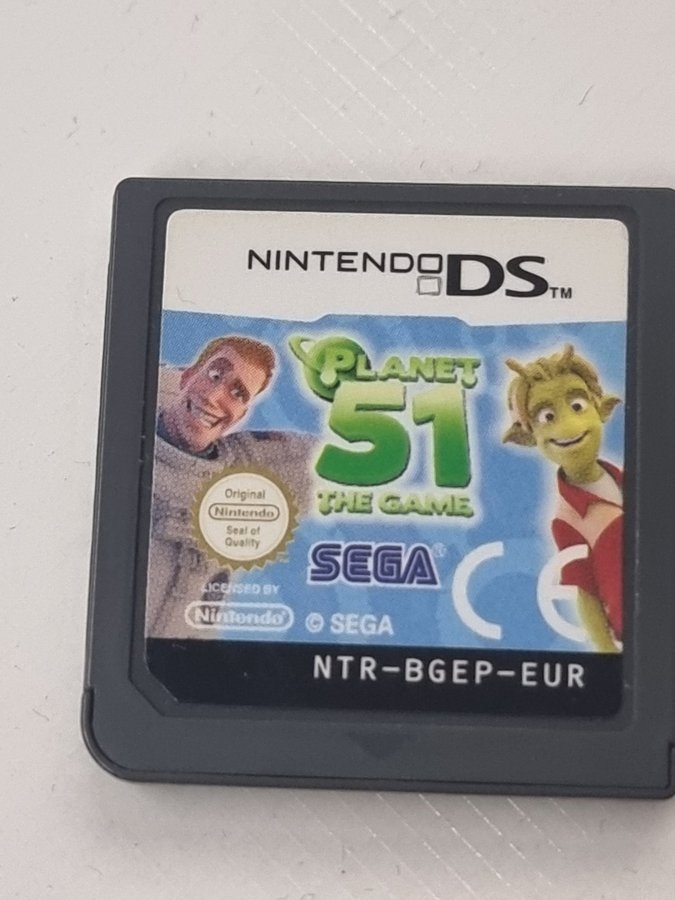 NINTENDO DS TM
PLANET
51
THE GAME
Original
Nintendo
Seal of
Quality
SEGA®
CE
LICENSED BY
Nintendo®
© SEGA
NTR-BGEP-EUR